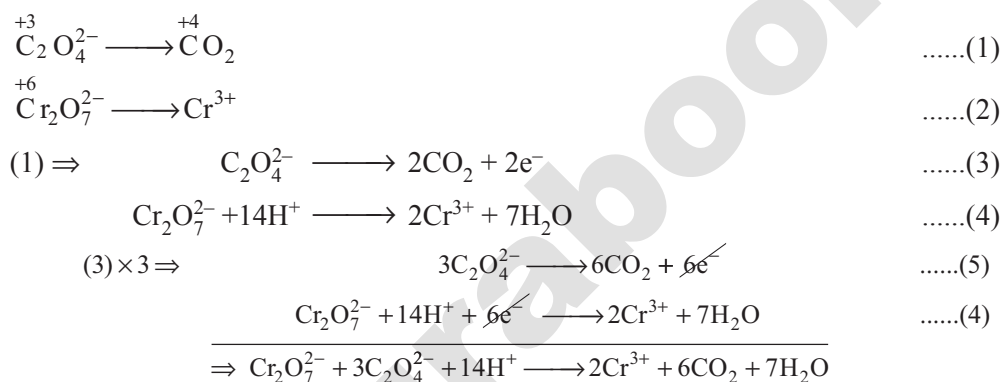 +3 +4
C₂O₄²⁻ ⟶ CO₂ ......(1)
+6
Cr₂O₇²⁻ ⟶ Cr³⁺ ......(2)
(1) ⇒ C₂O₄²⁻ ⟶ 2CO₂ + 2e⁻ ......(3)
Cr₂O₇²⁻ +14H⁺ ⟶ 2Cr³⁺ + 7H₂O ......(4)
(3) × 3 ⇒ 3C₂O₄²⁻ ⟶ 6CO₂ + 6e⁻ ......(5)
Cr₂O₇²⁻ +14H⁺ + 6e⁻ ⟶ 2Cr³⁺ + 7H₂O ......(4)
⇒ Cr₂O₇²⁻ + 3C₂O₄²⁻ +14H⁺ ⟶ 2Cr³⁺ + 6CO₂ + 7H₂O